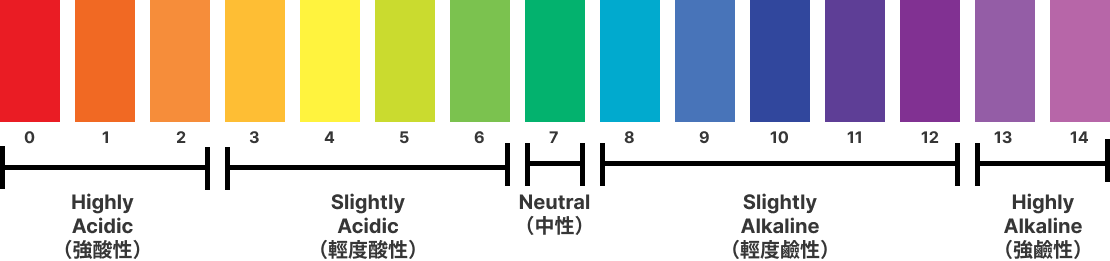 0 1 2 3 4 5 6 7 8 9 10 11 12 13 14
Highly
Acidic
（強酸性）
Slightly
Acidic
（輕度酸性）
Neutral
（中性）
Slightly
Alkaline
（輕度鹼性）
Highly
Alkaline
（強鹼性）